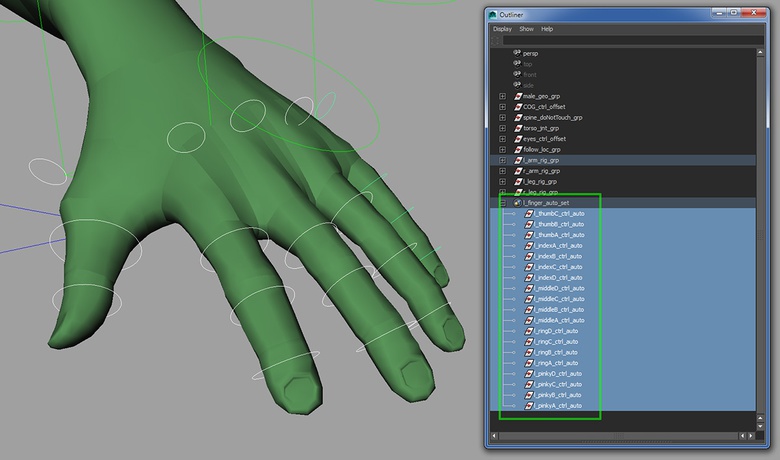 Outliner
Display Show Help
persp
top
front
side
male_geo_grp
COG_ctrl_offset
spine_doNotTouch_grp
torso_jnt_grp
eyes_ctrl_offset
follow_loc_grp
l_arm_rig_grp
r_arm_rig_grp
l_leg_rig_grp
r_leg_rig_grp
l_finger_auto_set
l_thumbC_ctrl_auto
l_thumbB_ctrl_auto
l_thumbA_ctrl_auto
l_indexA_ctrl_auto
l_indexB_ctrl_auto
l_indexC_ctrl_auto
l_indexD_ctrl_auto
l_middleD_ctrl_auto
l_middleC_ctrl_auto
l_middleB_ctrl_auto
l_middleA_ctrl_auto
l_ringD_ctrl_auto
l_ringC_ctrl_auto
l_ringB_ctrl_auto
l_ringA_ctrl_auto
l_pinkyD_ctrl_auto
l_pinkyC_ctrl_auto
l_pinkyB_ctrl_auto
l_pinkyA_ctrl_auto